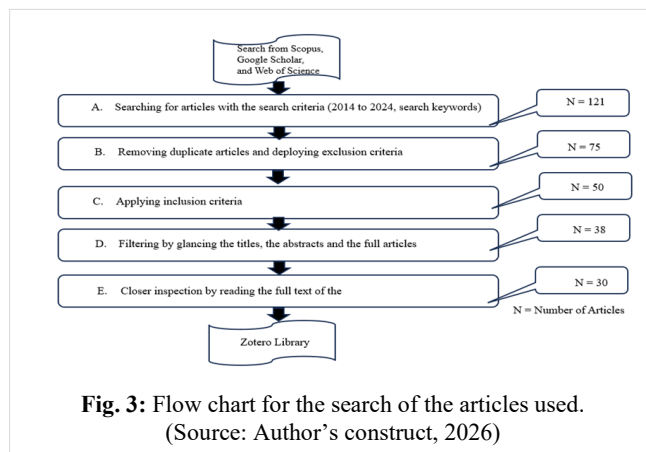 Search from Scopus,
Google Scholar,
and Web of Science
A. Searching for articles with the search criteria (2014 to 2024, search keywords)
N = 121
B. Removing duplicate articles and deploying exclusion criteria
N = 75
C. Applying inclusion criteria
N = 50
D. Filtering by glancing the titles, the abstracts and the full articles
N = 38
E. Closer inspection by reading the full text of the
N = 30
N = Number of Articles
Zotero Library
Fig. 3: Flow chart for the search of the articles used.
(Source: Author’s construct, 2026)